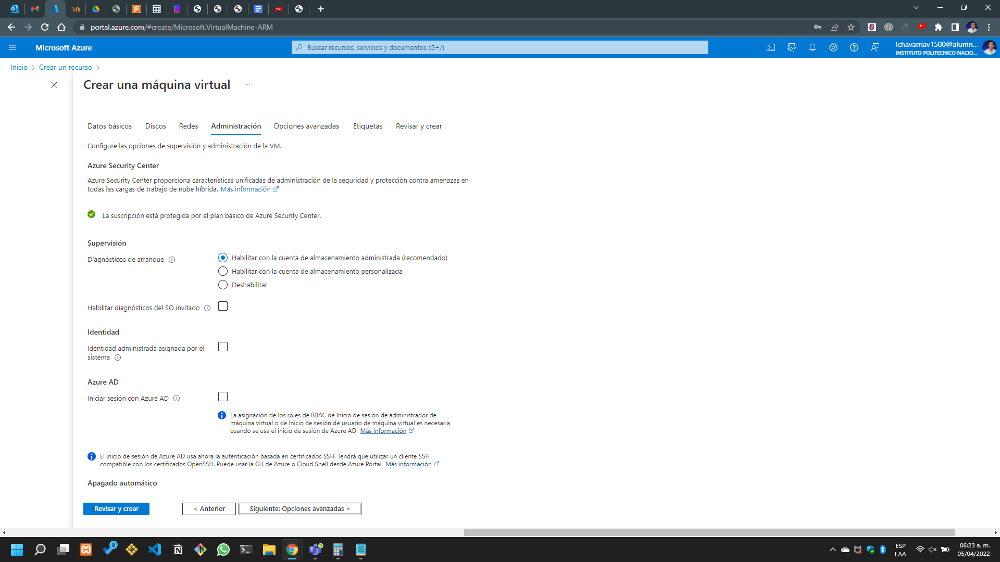 portal.azure.com/#create/Microsoft.VirtualMachine-ARM
Microsoft Azure
Buscar recursos, servicios y documentos (G+/)
lchavarriav1500@alumn...
INSTITUTO POLITECNICO NACIO...
Inicio > Crear un recurso >
Crear una máquina virtual ...
Datos básicos Discos Redes Administración Opciones avanzadas Etiquetas Revisar y crear
Configure las opciones de supervisión y administración de la VM.
Azure Security Center
Azure Security Center proporciona características unificadas de administración de la seguridad y protección contra amenazas en
todas las cargas de trabajo de nube híbrida. Más información
La suscripción está protegida por el plan básico de Azure Security Center.
Supervisión
Diagnósticos de arranque
Habilitar con la cuenta de almacenamiento administrada (recomendado)
Habilitar con la cuenta de almacenamiento personalizada
Deshabilitar
Habilitar diagnósticos del SO invitado
Identidad
Identidad administrada asignada por el
sistema
Azure AD
Iniciar sesión con Azure AD
La asignación de los roles de RBAC de Inicio de sesión de administrador de
máquina virtual o de Inicio de sesión de usuario de máquina virtual es necesaria
cuando se usa el inicio de sesión de Azure AD. Más información
El inicio de sesión de Azure AD usa ahora la autenticación basada en certificados SSH. Tendrá que utilizar un cliente SSH
compatible con los certificados OpenSSH. Puede usar la CLI de Azure o Cloud Shell desde Azure Portal. Más información
Apagado automático
Revisar y crear
< Anterior
Siguiente: Opciones avanzadas >
8
ESP
LAA
06:23 a. m.
05/04/2022